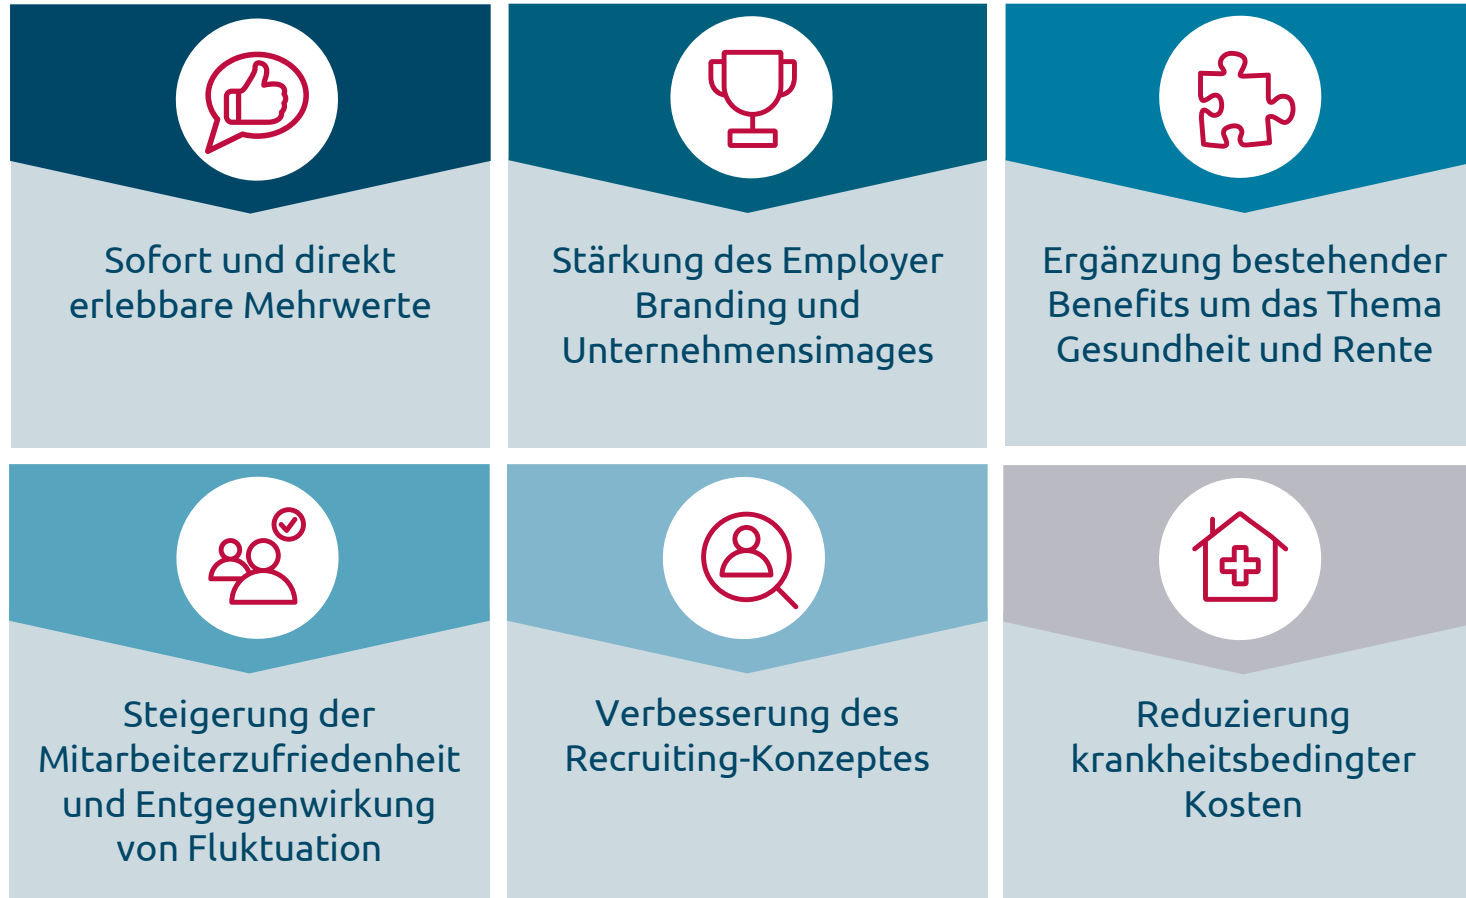 Sofort und direkt
erlebbare Mehrwerte
Stärkung des Employer
Branding und
Unternehmensimages
Ergänzung bestehender
Benefits um das Thema
Gesundheit und Rente
Steigerung der
Mitarbeiterzufriedenheit
und Entgegenwirkung
von Fluktuation
Verbesserung des
Recruiting-Konzeptes
Reduzierung
krankheitsbedingter
Kosten